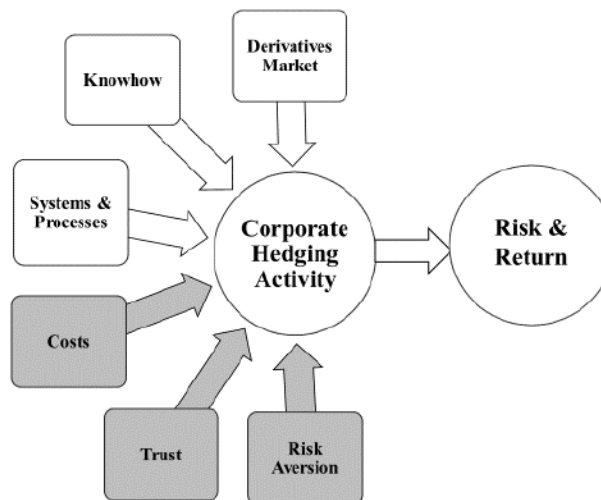 Derivatives
Market
Knowhow
Systems &
Processes
Corporate
Hedging
Activity
Risk &
Return
Costs
Trust
Risk
Aversion